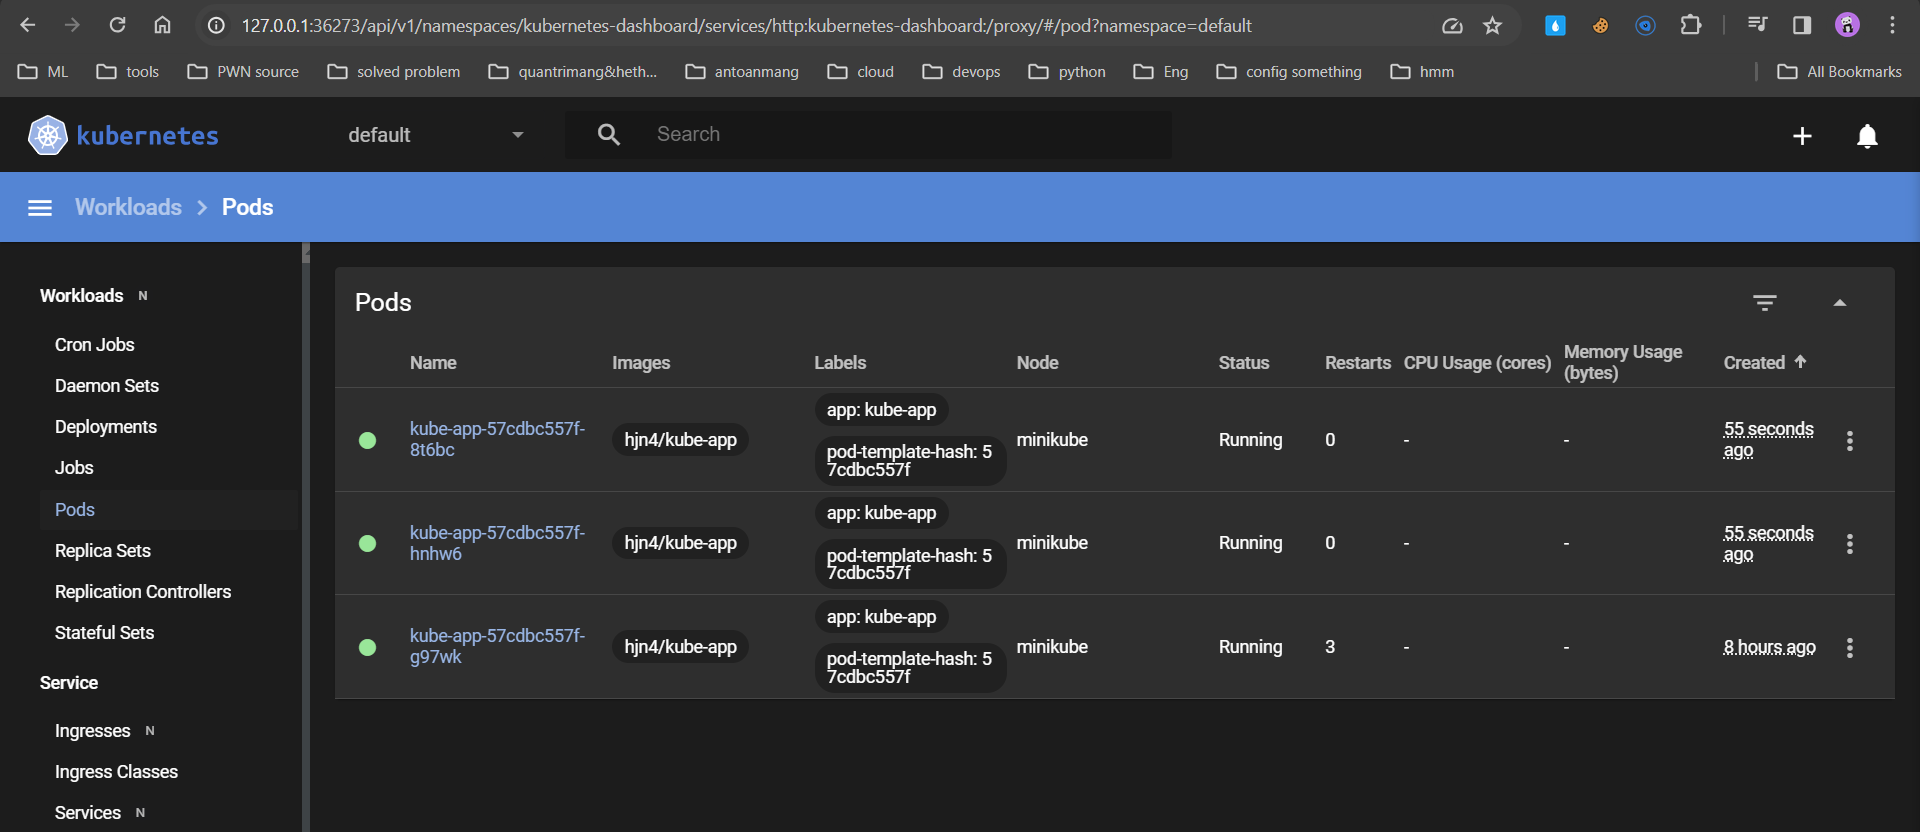 127.0.0.1:36273/api/v1/namespaces/kubernetes-dashboard/services/http:kubernetes-dashboard:/proxy/#/pod?namespace=default
ML tools PWN source solved problem quantrimang&heth... antoanmang cloud devops python Eng config something hmm All Bookmarks
kubernetes default Search
Workloads > Pods
Workloads N
Cron Jobs
Daemon Sets
Deployments
Jobs
Pods
Replica Sets
Replication Controllers
Stateful Sets
Service
Ingresses N
Ingress Classes
Services N
Pods
Name Images Labels Node Status Restarts CPU Usage (cores) Memory Usage (bytes) Created
kube-app-57cdbc557f-
8t6bc
hjn4/kube-app
app: kube-app
pod-template-hash: 5
7cdbc557f
minikube
Running
0
-
-
55 seconds
ago
kube-app-57cdbc557f-
hnhw6
hjn4/kube-app
app: kube-app
pod-template-hash: 5
7cdbc557f
minikube
Running
0
-
-
55 seconds
ago
kube-app-57cdbc557f-
g97wk
hjn4/kube-app
app: kube-app
pod-template-hash: 5
7cdbc557f
minikube
Running
3
-
-
8 hours ago